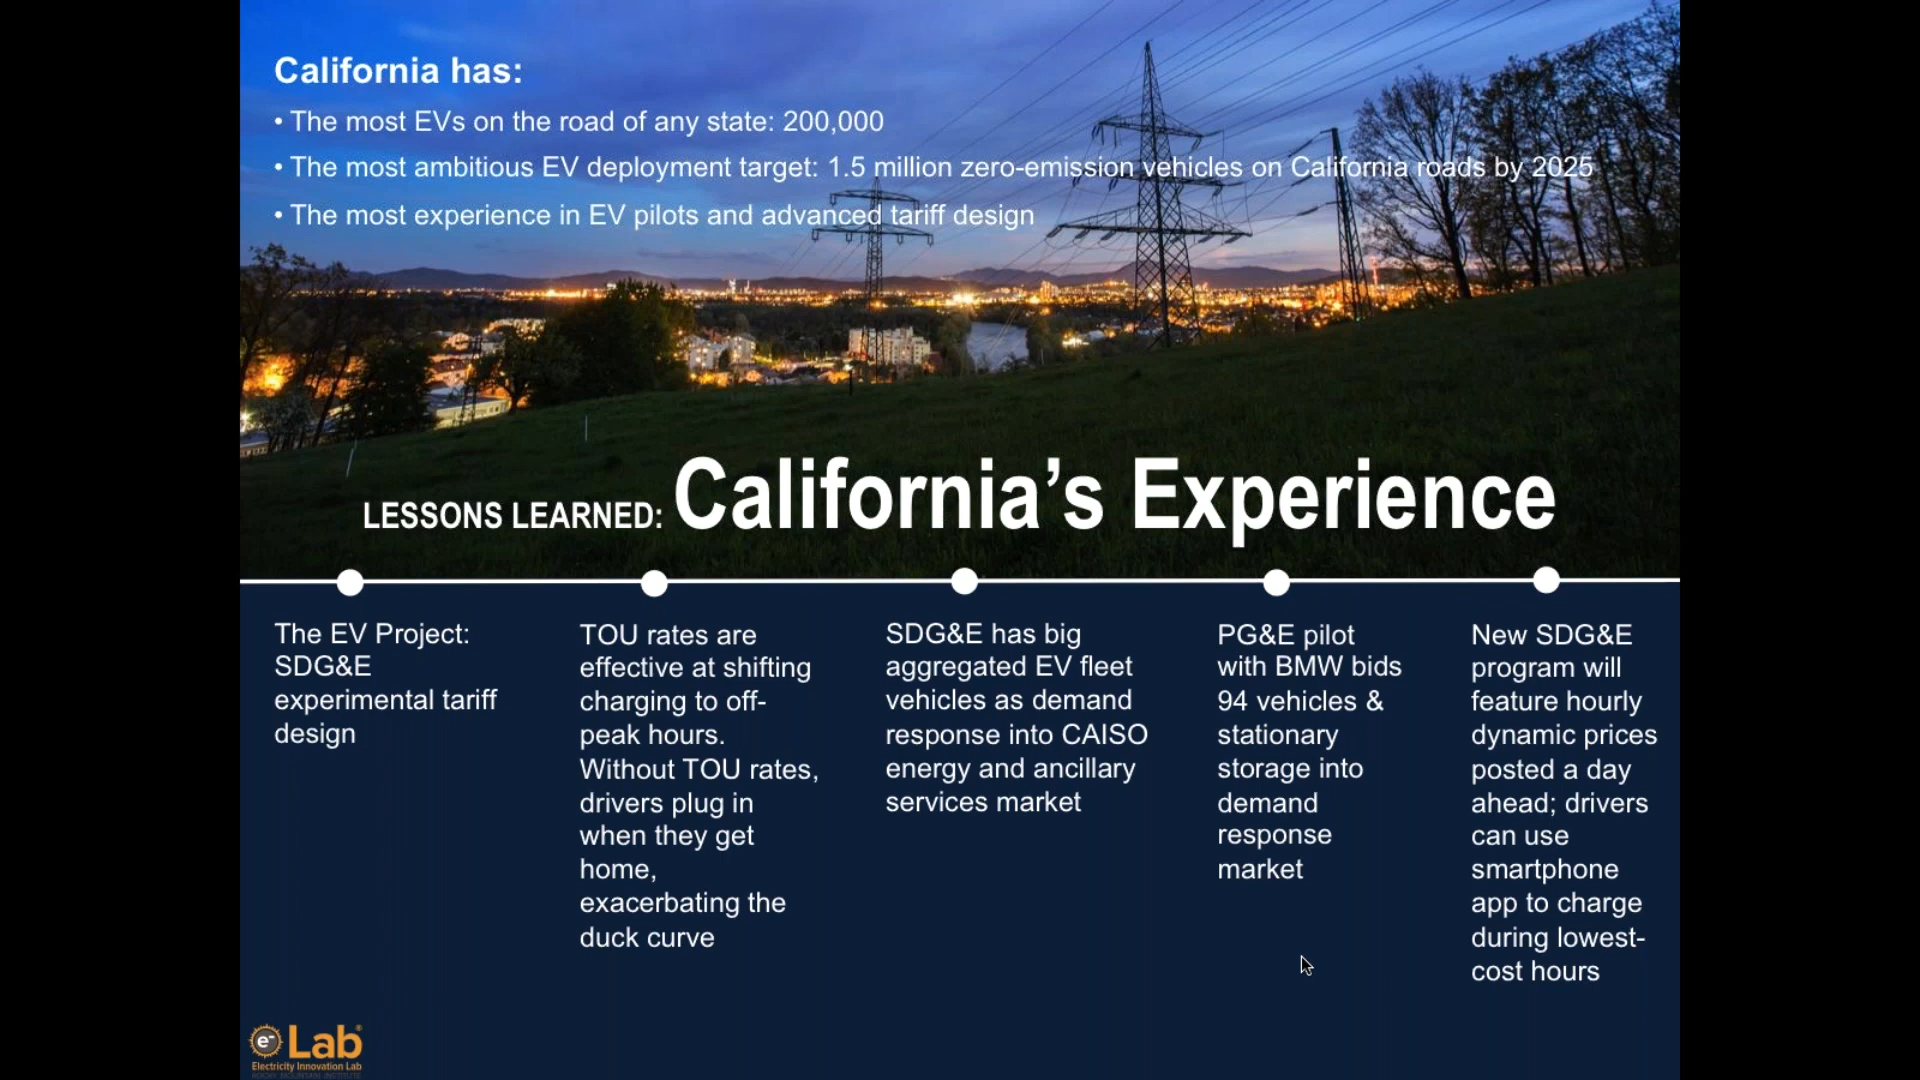 California has:
• The most EVs on the road of any state: 200,000
• The most ambitious EV deployment target: 1.5 million zero-emission vehicles on California roads by 2025
• The most experience in EV pilots and advanced tariff design
LESSONS LEARNED: California’s Experience
The EV Project:
SDG&E
experimental tariff
design
TOU rates are
effective at shifting
charging to off-
peak hours.
Without TOU rates,
drivers plug in
when they get
home,
exacerbating the
duck curve
SDG&E has big
aggregated EV fleet
vehicles as demand
response into CAISO
energy and ancillary
services market
PG&E pilot
with BMW bids
94 vehicles &
stationary
storage into
demand
response
market
New SDG&E
program will
feature hourly
dynamic prices
posted a day
ahead; drivers
can use
smartphone
app to charge
during lowest-
cost hours
e- Lab®
Electricity Innovation Lab
ROCKY MOUNTAIN INSTITUTE